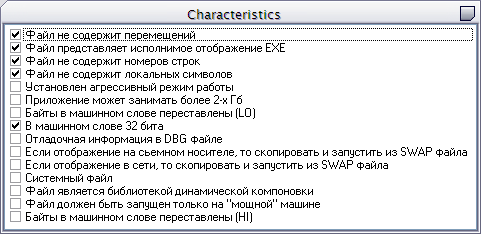 Characteristics
Файл не содержит перемещений
Файл представляет исполнимое отображение EXE
Файл не содержит номеров строк
Файл не содержит локальных символов
Установлен агрессивный режим работы
Приложение может занимать более 2-х Гб
Байты в машинном слове переставлены (LO)
В машинном слове 32 бита
Отладочная информация в DBG файле
Если отображение на сьемном носителе, то скопировать и запустить из SWAP файла
Если отображение в сети, то скопировать и запустить из SWAP файла
Системный файл
Файл является библиотекой динамической компоновки
Файл должен быть запущен только на "мощной" машине
Байты в машинном слове переставлены (HI)